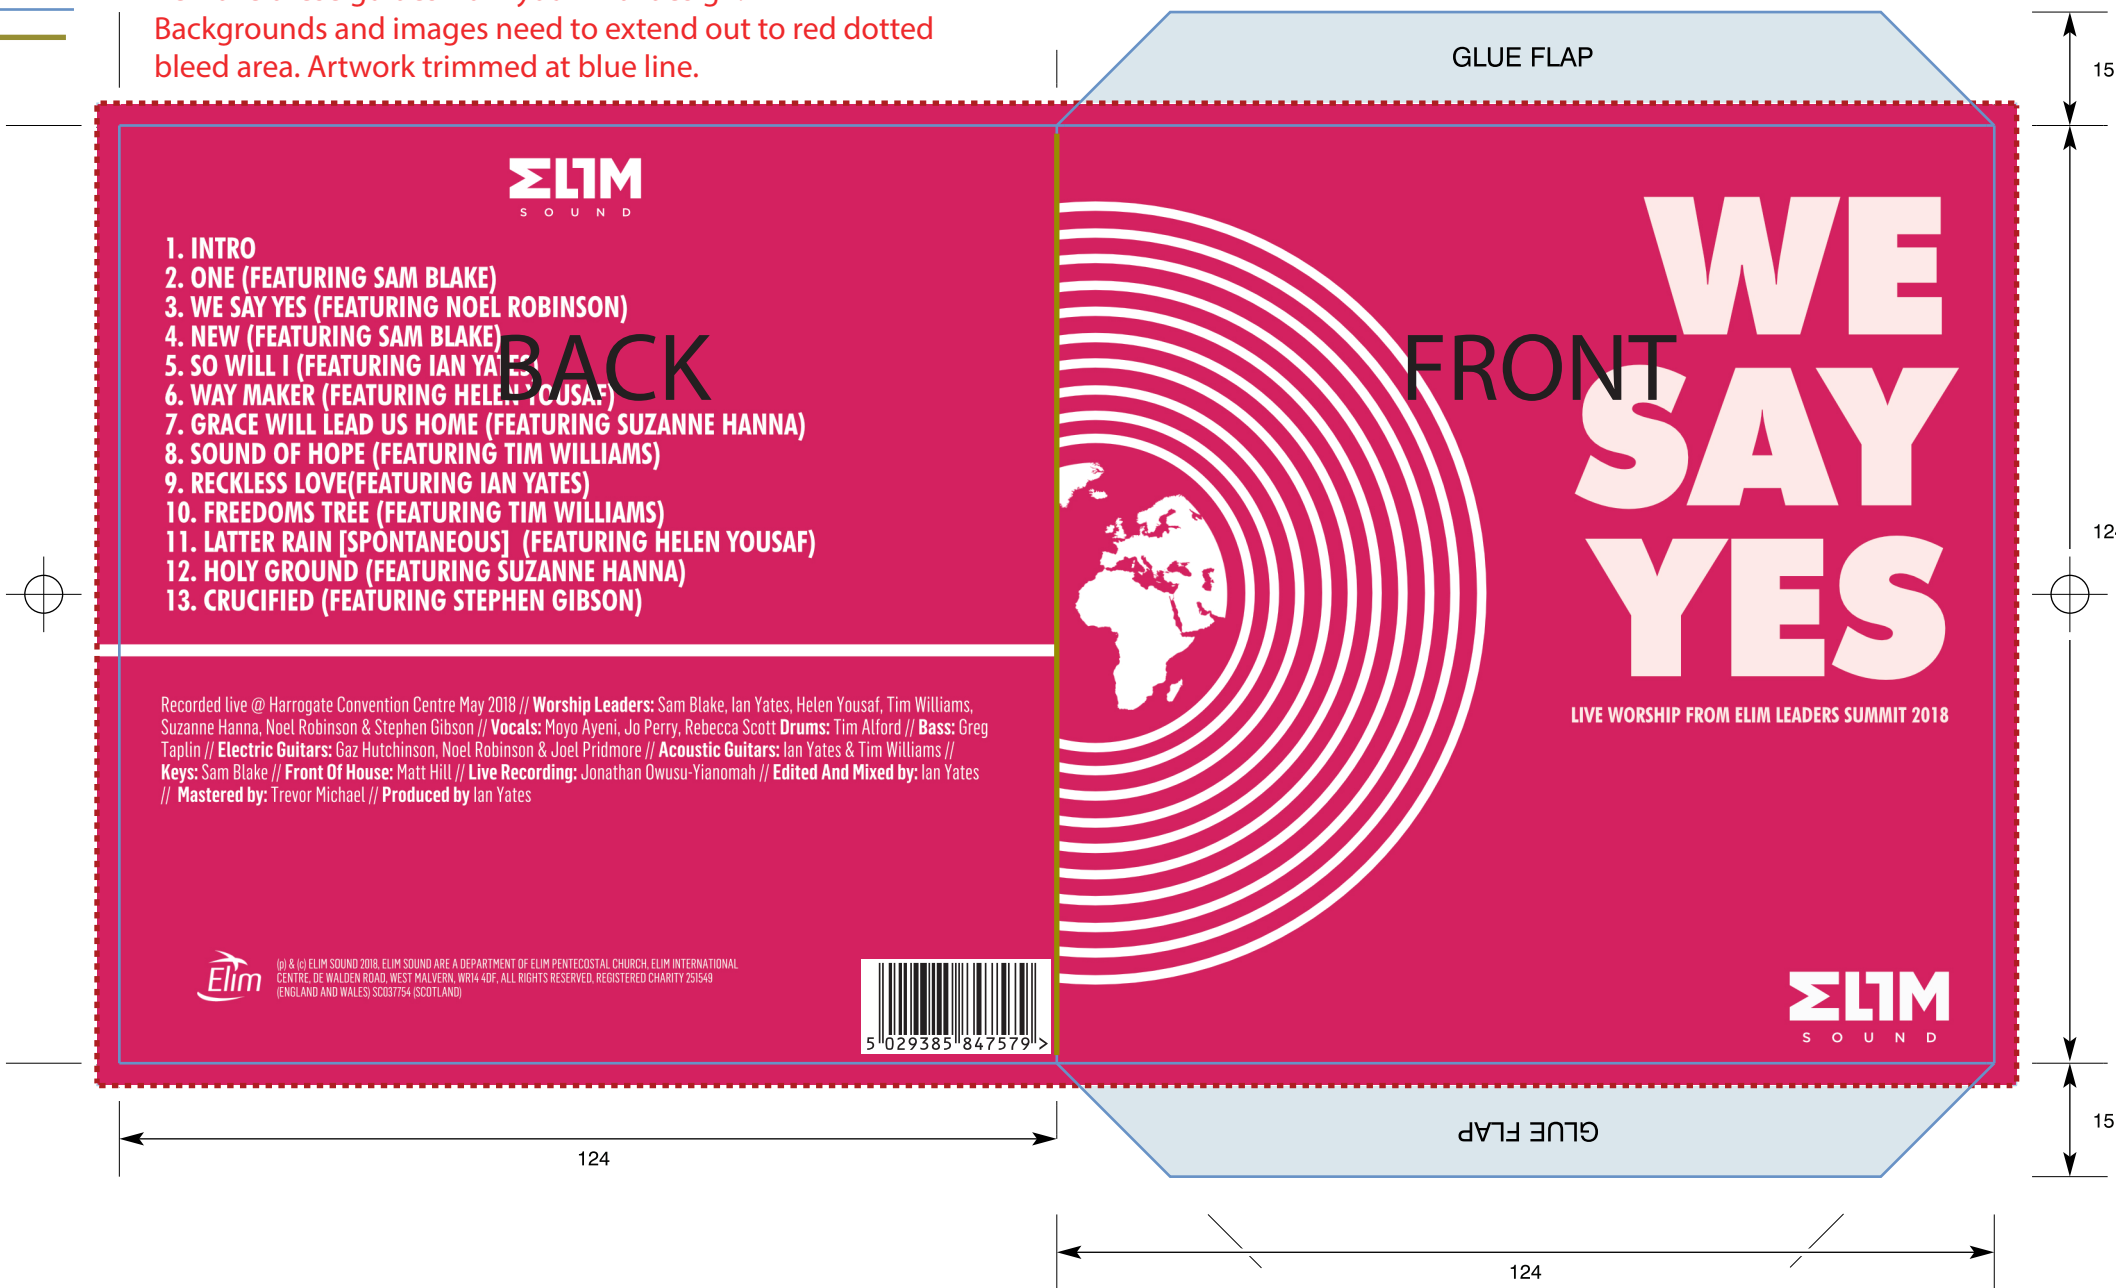 Backgrounds and images need to extend out to red dotted
bleed area. Artwork trimmed at blue line.
GLUE FLAP
15
ELIM
SOUND
1. INTRO
2. ONE (FEATURING SAM BLAKE)
3. WE SAY YES (FEATURING NOEL ROBINSON)
4. NEW (FEATURING SAM BLAKE)
5. SO WILL I (FEATURING IAN YATES
6. WAY MAKER (FEATURING HELEN YOUSAF)
7. GRACE WILL LEAD US HOME (FEATURING SUZANNE HANNA)
8. SOUND OF HOPE (FEATURING TIM WILLIAMS)
9. RECKLESS LOVE(FEATURING IAN YATES)
10. FREEDOMS TREE (FEATURING TIM WILLIAMS)
11. LATTER RAIN [SPONTANEOUS] (FEATURING HELEN YOUSAF)
12. HOLY GROUND (FEATURING SUZANNE HANNA)
13. CRUCIFIED (FEATURING STEPHEN GIBSON)
BACK
Recorded live @ Harrogate Convention Centre May 2018 // Worship Leaders: Sam Blake, Ian Yates, Helen Yousaf, Tim Williams,
Suzanne Hanna, Noel Robinson & Stephen Gibson // Vocals: Moyo Ayeni, Jo Perry, Rebecca Scott Drums: Tim Alford // Bass: Greg
Taplin // Electric Guitars: Gaz Hutchinson, Noel Robinson & Joel Pridmore // Acoustic Guitars: Ian Yates & Tim Williams //
Keys: Sam Blake // Front Of House: Matt Hill // Live Recording: Jonathan Owusu-Yianomah // Edited And Mixed by: Ian Yates
// Mastered by: Trevor Michael // Produced by Ian Yates
Elim
(p) & (c) ELIM SOUND 2018, ELIM SOUND ARE A DEPARTMENT OF ELIM PENTECOSTAL CHURCH, ELIM INTERNATIONAL
CENTRE, DE WALDEN ROAD, WEST MALVERN, WR14 4DF, ALL RIGHTS RESERVED, REGISTERED CHARITY 251549
(ENGLAND AND WALES) SC037754 (SCOTLAND)
5 029385 847579 >
FRONT
WE
SAY
YES
LIVE WORSHIP FROM ELIM LEADERS SUMMIT 2018
ELIM
SOUND
GLUE FLAP
15
124
124